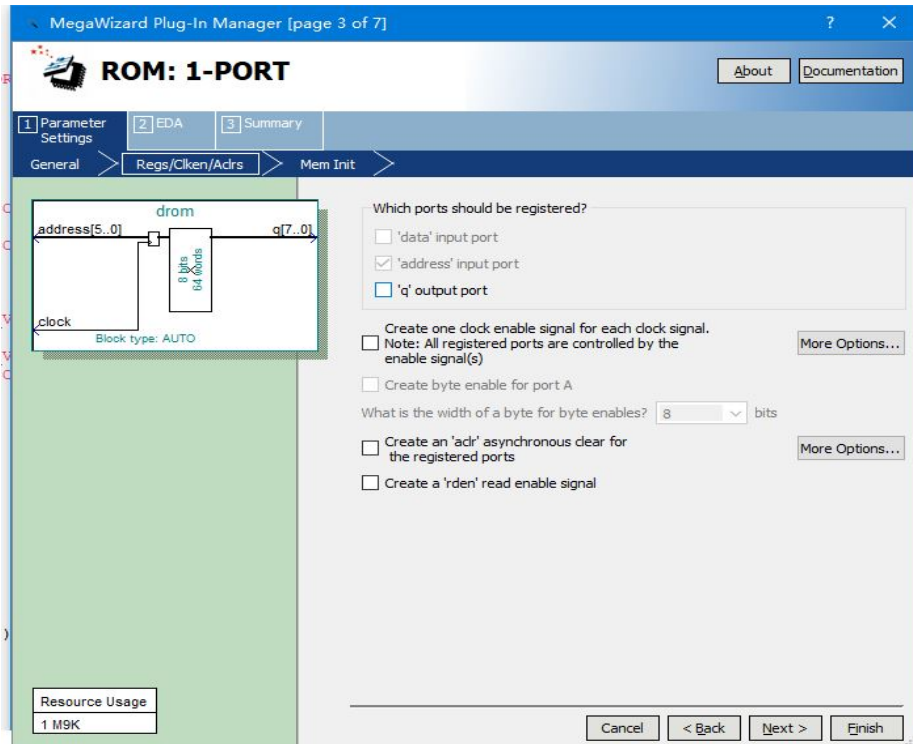 MegaWizard Plug-In Manager [page 3 of 7]
ROM: 1-PORT
About
Documentation
1 Parameter Settings
2 EDA
3 Summary
General
Regs/Clken/Aclrs
Mem Init
drom
address[5..0]
q[7..0]
8 bits
64 words
clock
Block type: AUTO
Which ports should be registered?
'data' input port
'address' input port
'q' output port
Create one clock enable signal for each clock signal.
Note: All registered ports are controlled by the
enable signal(s)
More Options...
Create byte enable for port A
What is the width of a byte for byte enables? 8 bits
Create an 'aclr' asynchronous clear for
the registered ports
More Options...
Create a 'rden' read enable signal
Resource Usage
1 M9K
Cancel
< Back
Next >
Finish